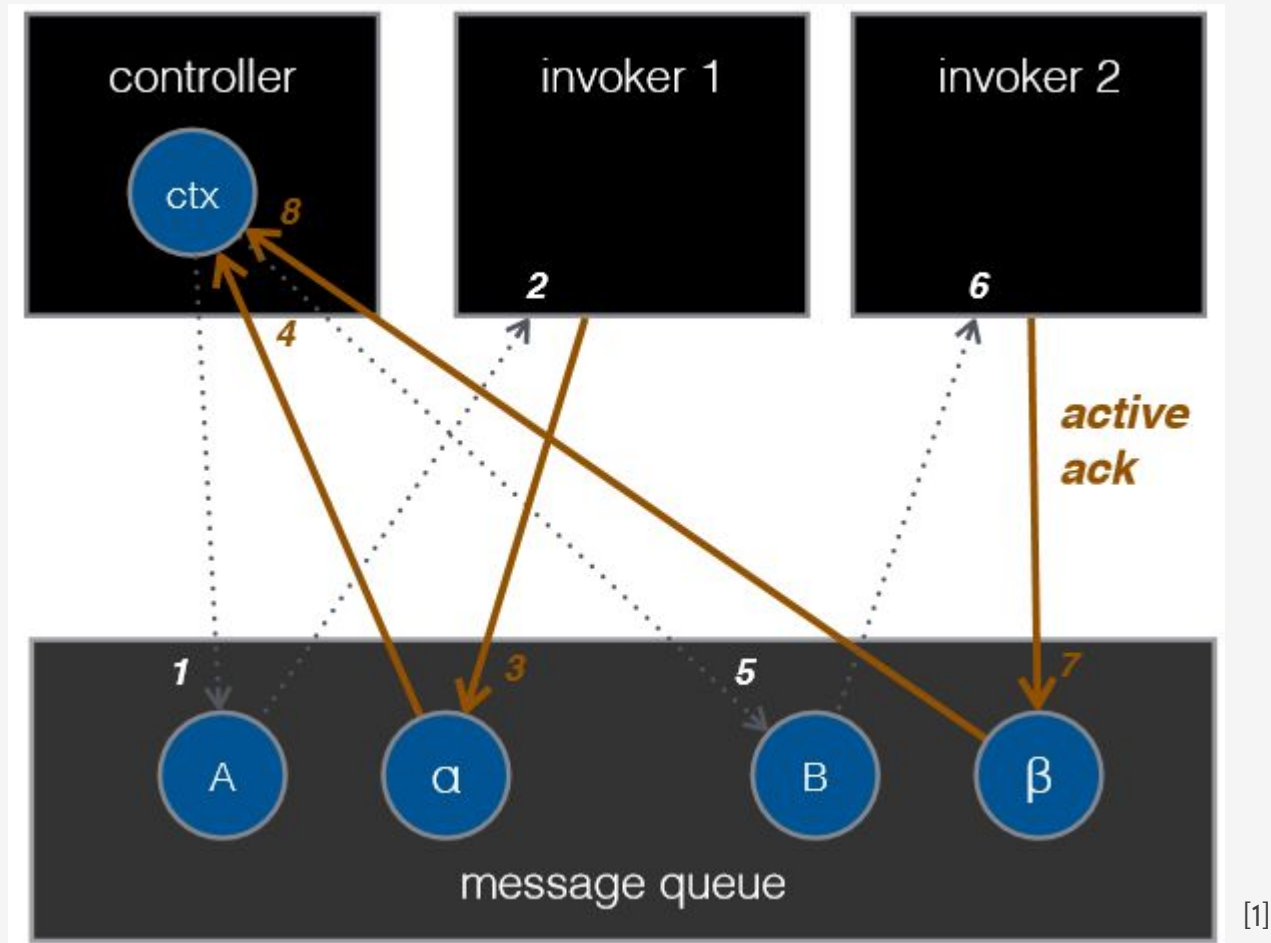 controller
invoker 1
invoker 2
ctx
8
2
6
4
active
ack
1
3
5
7
A
α
B
β
message queue
[1]